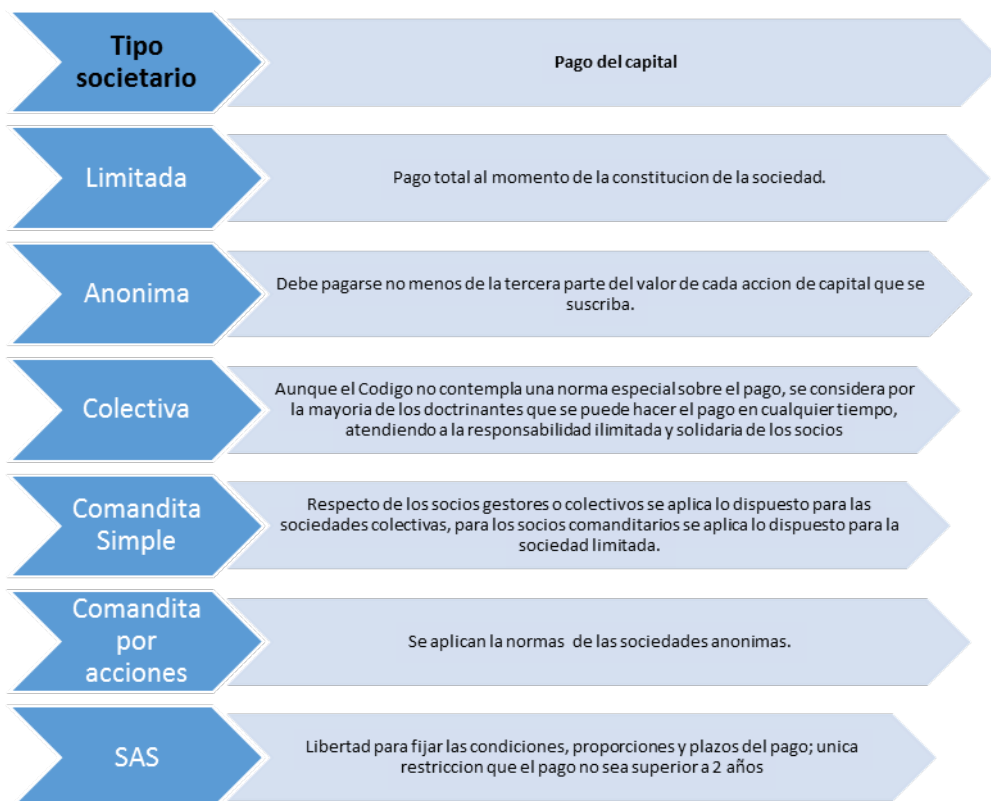 Tipo
societario
Pago del capital
Limitada
Pago total al momento de la constitucion de la sociedad.
Anonima
Debe pagarse no menos de la tercera parte del valor de cada accion de capital que se
suscriba.
Colectiva
Aunque el Codigo no contempla una norma especial sobre el pago, se considera por
la mayoria de los doctrinantes que se puede hacer el pago en cualquier tiempo,
atendiendo a la responsabilidad ilimitada y solidaria de los socios
Comandita
Simple
Respecto de los socios gestores o colectivos se aplica lo dispuesto para las
sociedades colectivas, para los socios comanditarios se aplica lo dispuesto para la
sociedad limitada.
Comandita
por
acciones
Se aplican la normas  de las sociedades anonimas.
SAS
Libertad para fijar las condiciones, proporciones y plazos del pago; unica
restriccion que el pago no sea superior a 2 años